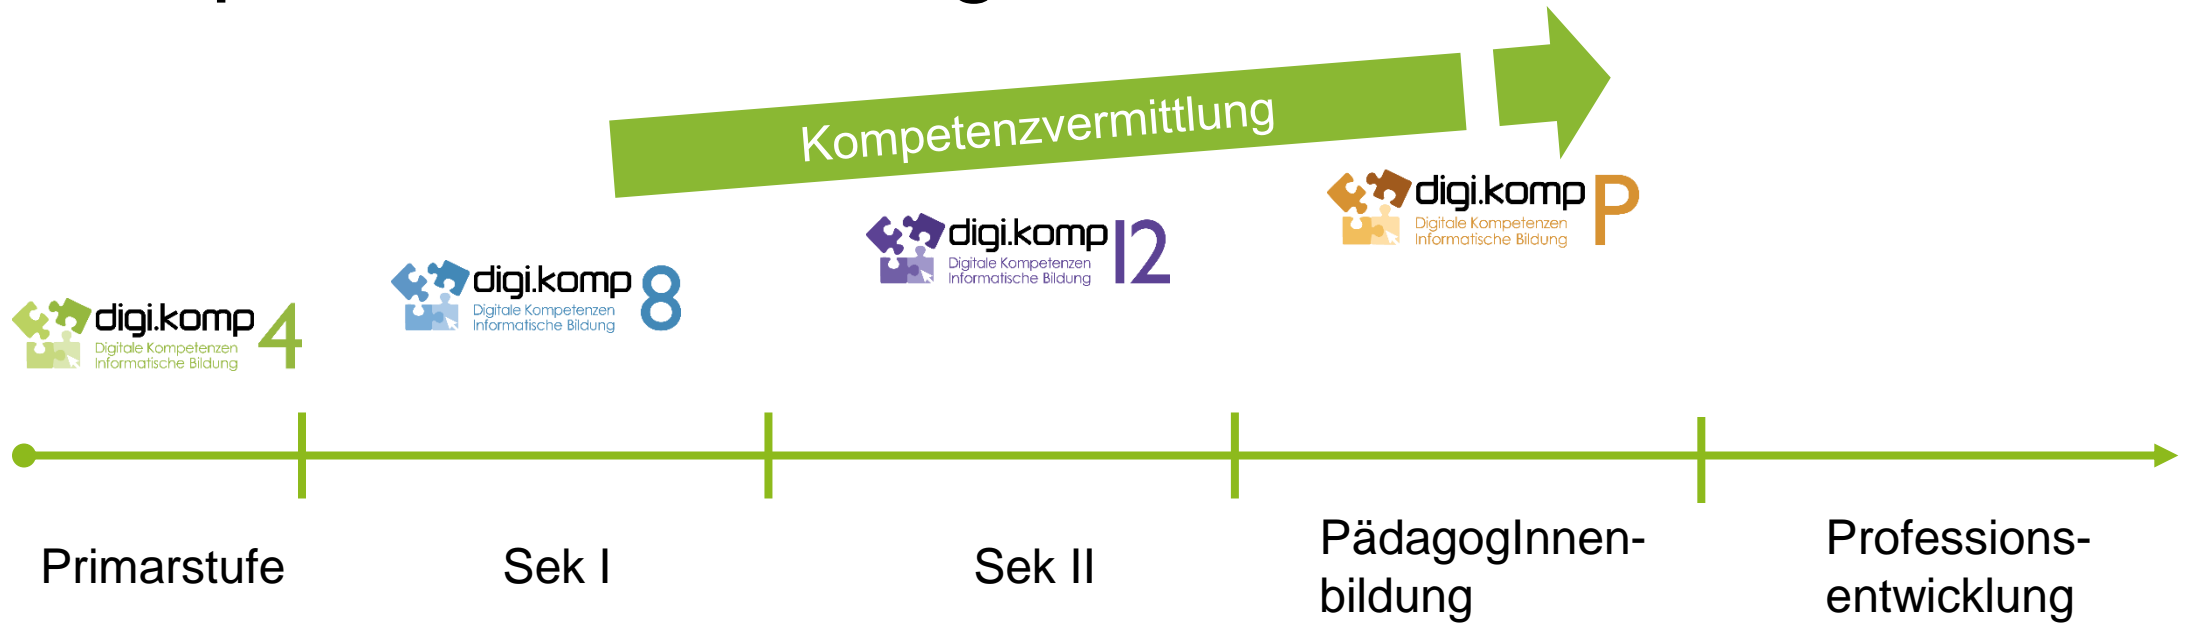 Kompetenzvermittlung
digi.komp P
Digitale Kompetenzen
Informatische Bildung
digi.komp 12
Digitale Kompetenzen
Informatische Bildung
digi.komp 8
Digitale Kompetenzen
Informatische Bildung
digi.komp 4
Digitale Kompetenzen
Informatische Bildung
Primarstufe
Sek I
Sek II
PädagogInnen-
bildung
Professions-
entwicklung